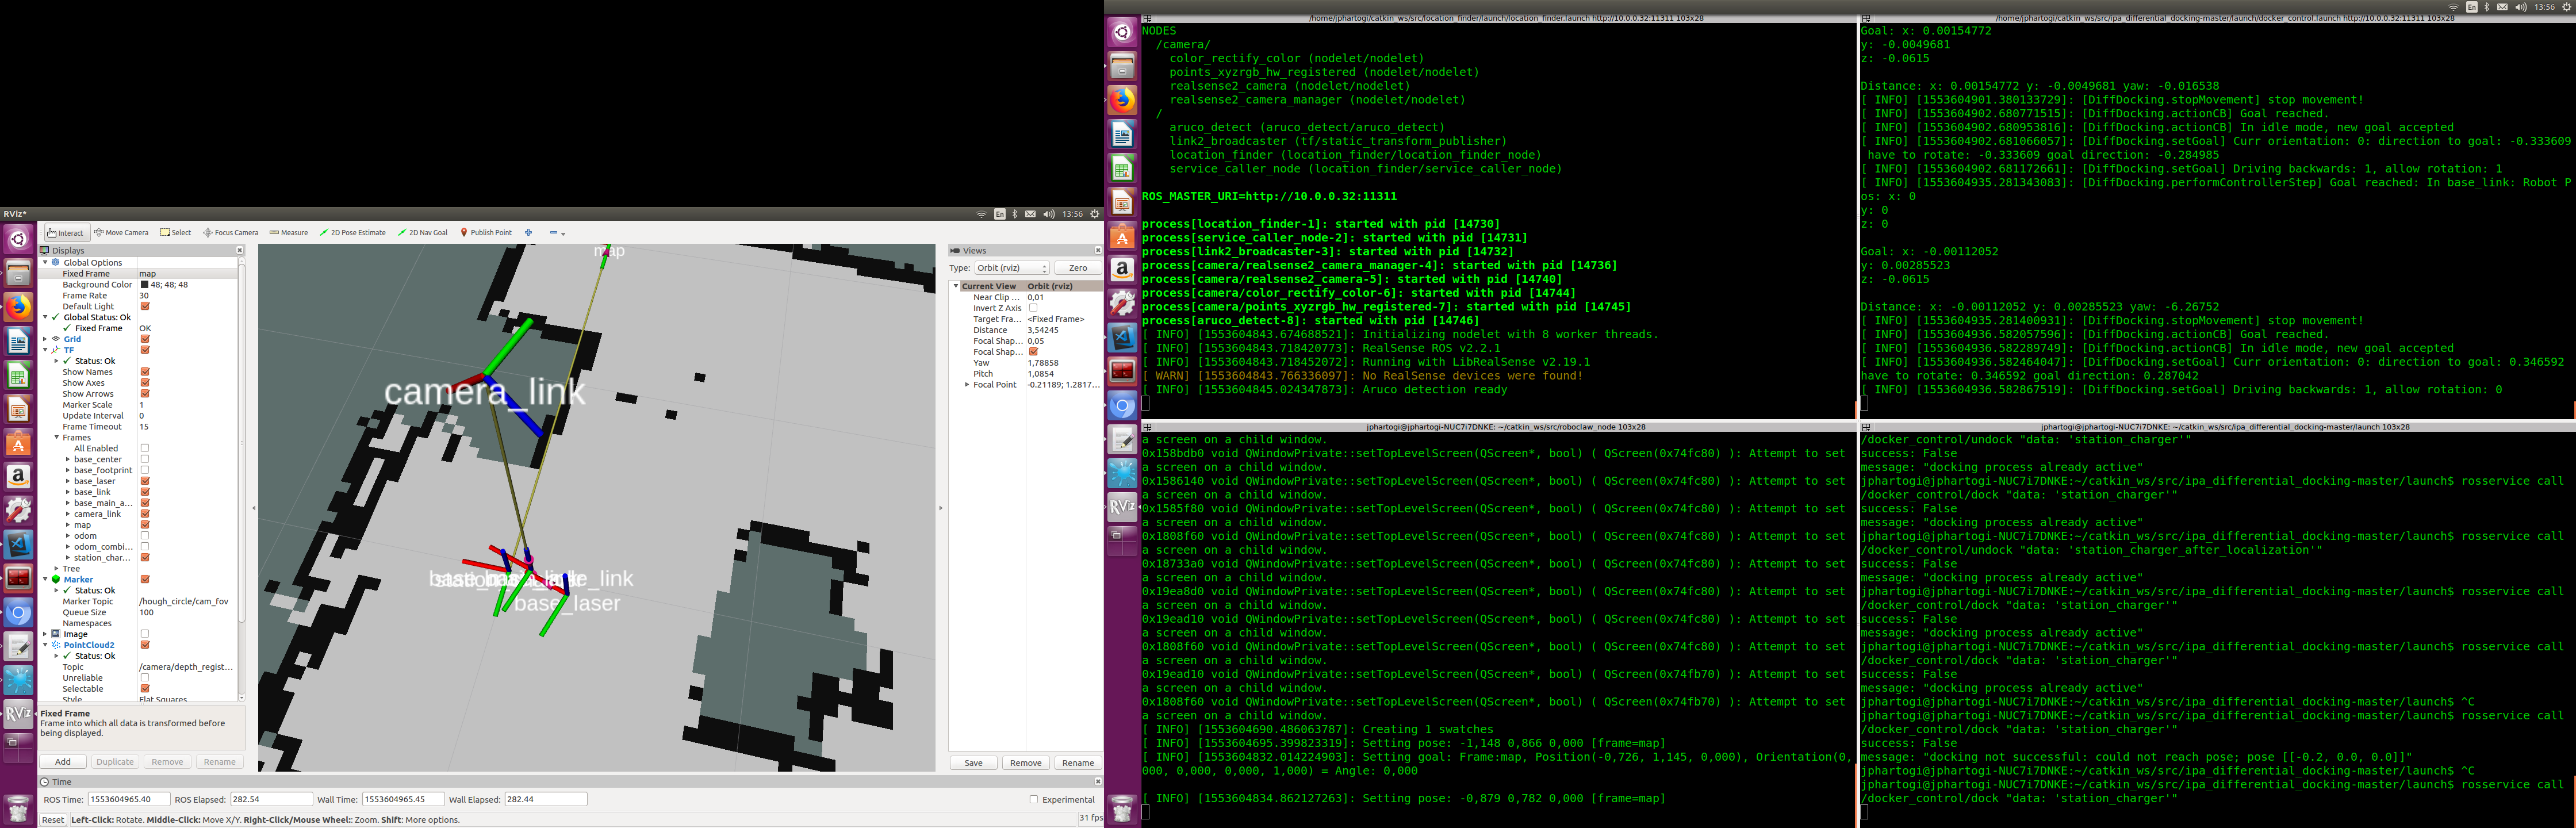 RViz*
En
13:56
Interact
Move Camera
Select
Focus Camera
Measure
2D Pose Estimate
2D Nav Goal
Publish Point
Displays
Global Options
Fixed Frame map
Background Color 48; 48; 48
Frame Rate 30
Default Light
Global Status: Ok
Fixed Frame OK
Grid
TF
Status: Ok
Show Names
Show Axes
Show Arrows
Marker Scale 1
Update Interval 0
Frame Timeout 15
Frames
All Enabled
base_center
base_footprint
base_laser
base_link
base_main_a...
camera_link
map
odom
odom_combi...
station_char...
Tree
Marker
Status: Ok
Marker Topic /hough_circle/cam_fov
Queue Size 100
Namespaces
Image
PointCloud2
Status: Ok
Topic /camera/depth_regist...
Unreliable
Selectable
Style Flat Squares
Fixed Frame
Frame into which all data is transformed before
being displayed.
Add
Duplicate
Remove
Rename
map
camera_link
base_laser
Views
Type: Orbit (rviz)
Zero
Current View Orbit (rviz)
Near Clip ... 0,01
Invert Z Axis
Target Fra... <Fixed Frame>
Distance 3,54245
Focal Shap... 0,05
Focal Shap...
Yaw 1,78858
Pitch 1,0854
Focal Point -0.21189; 1.2817...
Save
Remove
Rename
Time
ROS Time: 1553604965.40 ROS Elapsed: 282.54 Wall Time: 1553604965.45 Wall Elapsed: 282.44
Experimental
Reset Left-Click: Rotate. Middle-Click: Move X/Y. Right-Click/Mouse Wheel:: Zoom. Shift: More options.
31 fps
En
13:56
/home/jphartogi/catkin_ws/src/location_finder/launch/location_finder.launch http://10.0.0.32:11311 103x28
NODES
/camera/
color_rectify_color (nodelet/nodelet)
points_xyzrgb_hw_registered (nodelet/nodelet)
realsense2_camera (nodelet/nodelet)
realsense2_camera_manager (nodelet/nodelet)
/
aruco_detect (aruco_detect/aruco_detect)
link2_broadcaster (tf/static_transform_publisher)
location_finder (location_finder/location_finder_node)
service_caller_node (location_finder/service_caller_node)
ROS_MASTER_URI=http://10.0.0.32:11311
process[location_finder-1]: started with pid [14730]
process[service_caller_node-2]: started with pid [14731]
process[link2_broadcaster-3]: started with pid [14732]
process[camera/realsense2_camera_manager-4]: started with pid [14736]
process[camera/realsense2_camera-5]: started with pid [14740]
process[camera/color_rectify_color-6]: started with pid [14744]
process[camera/points_xyzrgb_hw_registered-7]: started with pid [14745]
process[aruco_detect-8]: started with pid [14746]
[ INFO] [1553604843.674688521]: Initializing nodelet with 8 worker threads.
[ INFO] [1553604843.718420773]: RealSense ROS v2.2.1
[ INFO] [1553604843.718452072]: Running with LibRealSense v2.19.1
[ WARN] [1553604843.766336097]: No RealSense devices were found!
[ INFO] [1553604845.024347873]: Aruco detection ready
/home/jphartogi/catkin_ws/src/ipa_differential_docking-master/launch/docker_control.launch http://10.0.0.32:11311 103x28
Goal: x: 0.00154772
y: -0.0049681
z: -0.0615
Distance: x: 0.00154772 y: -0.0049681 yaw: -0.016538
[ INFO] [1553604901.380133729]: [DiffDocking.stopMovement] stop movement!
[ INFO] [1553604902.680771515]: [DiffDocking.actionCB] Goal reached.
[ INFO] [1553604902.680953816]: [DiffDocking.actionCB] In idle mode, new goal accepted
[ INFO] [1553604902.681066057]: [DiffDocking.setGoal] Curr orientation: 0: direction to goal: -0.333609
have to rotate: -0.333609 goal direction: -0.284985
[ INFO] [1553604902.681172661]: [DiffDocking.setGoal] Driving backwards: 1, allow rotation: 1
[ INFO] [1553604935.281343083]: [DiffDocking.performControllerStep] Goal reached: In base_link: Robot P
os: x: 0
y: 0
z: 0
Goal: x: -0.00112052
y: 0.00285523
z: -0.0615
Distance: x: -0.00112052 y: 0.00285523 yaw: -6.26752
[ INFO] [1553604935.281400931]: [DiffDocking.stopMovement] stop movement!
[ INFO] [1553604936.582057596]: [DiffDocking.actionCB] Goal reached.
[ INFO] [1553604936.582289749]: [DiffDocking.actionCB] In idle mode, new goal accepted
[ INFO] [1553604936.582464047]: [DiffDocking.setGoal] Curr orientation: 0: direction to goal: 0.346592
have to rotate: 0.346592 goal direction: 0.287042
[ INFO] [1553604936.582867519]: [DiffDocking.setGoal] Driving backwards: 1, allow rotation: 0
jphartogi@jphartogi-NUC7i7DNKE: ~/catkin_ws/src/roboclaw_node 103x28
a screen on a child window.
0x158bdb0 void QWindowPrivate::setTopLevelScreen(QScreen*, bool) ( QScreen(0x74fc80) ): Attempt to set
a screen on a child window.
0x1586140 void QWindowPrivate::setTopLevelScreen(QScreen*, bool) ( QScreen(0x74fc80) ): Attempt to set
a screen on a child window.
0x1585f80 void QWindowPrivate::setTopLevelScreen(QScreen*, bool) ( QScreen(0x74fc80) ): Attempt to set
a screen on a child window.
0x1808f60 void QWindowPrivate::setTopLevelScreen(QScreen*, bool) ( QScreen(0x74fc80) ): Attempt to set
a screen on a child window.
0x18733a0 void QWindowPrivate::setTopLevelScreen(QScreen*, bool) ( QScreen(0x74fc80) ): Attempt to set
a screen on a child window.
0x19ea8d0 void QWindowPrivate::setTopLevelScreen(QScreen*, bool) ( QScreen(0x74fc80) ): Attempt to set
a screen on a child window.
0x19ead10 void QWindowPrivate::setTopLevelScreen(QScreen*, bool) ( QScreen(0x74fc80) ): Attempt to set
a screen on a child window.
0x1808f60 void QWindowPrivate::setTopLevelScreen(QScreen*, bool) ( QScreen(0x74fc80) ): Attempt to set
a screen on a child window.
0x19ead10 void QWindowPrivate::setTopLevelScreen(QScreen*, bool) ( QScreen(0x74fb70) ): Attempt to set
a screen on a child window.
0x1808f60 void QWindowPrivate::setTopLevelScreen(QScreen*, bool) ( QScreen(0x74fb70) ): Attempt to set
a screen on a child window.
[ INFO] [1553604690.486063787]: Creating 1 swatches
[ INFO] [1553604695.399823319]: Setting pose: -1,148 0,866 0,000 [frame=map]
[ INFO] [1553604832.014224903]: Setting goal: Frame:map, Position(-0,726, 1,145, 0,000), Orientation(0,
000, 0,000, 0,000, 1,000) = Angle: 0,000
[ INFO] [1553604834.862127263]: Setting pose: -0,879 0,782 0,000 [frame=map]
jphartogi@jphartogi-NUC7i7DNKE: ~/catkin_ws/src/ipa_differential_docking-master/launch 103x28
/docker_control/undock "data: 'station_charger'"
success: False
message: "docking process already active"
jphartogi@jphartogi-NUC7i7DNKE:~/catkin_ws/src/ipa_differential_docking-master/launch$ rosservice call
/docker_control/dock "data: 'station_charger'"
success: False
message: "docking process already active"
jphartogi@jphartogi-NUC7i7DNKE:~/catkin_ws/src/ipa_differential_docking-master/launch$ rosservice call
/docker_control/undock "data: 'station_charger_after_localization'"
success: False
message: "docking process already active"
jphartogi@jphartogi-NUC7i7DNKE:~/catkin_ws/src/ipa_differential_docking-master/launch$ rosservice call
/docker_control/dock "data: 'station_charger'"
success: False
message: "docking process already active"
jphartogi@jphartogi-NUC7i7DNKE:~/catkin_ws/src/ipa_differential_docking-master/launch$ rosservice call
/docker_control/dock "data: 'station_charger'"
success: False
message: "docking process already active"
jphartogi@jphartogi-NUC7i7DNKE:~/catkin_ws/src/ipa_differential_docking-master/launch$ ^C
jphartogi@jphartogi-NUC7i7DNKE:~/catkin_ws/src/ipa_differential_docking-master/launch$ rosservice call
/docker_control/dock "data: 'station_charger'"
success: False
message: "docking not successful: could not reach pose; pose [[-0.2, 0.0, 0.0]]"
jphartogi@jphartogi-NUC7i7DNKE:~/catkin_ws/src/ipa_differential_docking-master/launch$ ^C
jphartogi@jphartogi-NUC7i7DNKE:~/catkin_ws/src/ipa_differential_docking-master/launch$ rosservice call
/docker_control/dock "data: 'station_charger'"